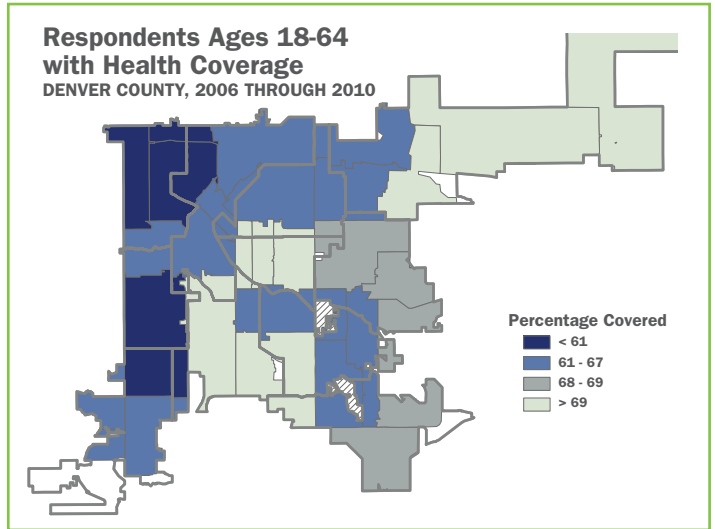 Respondents Ages 18-64
with Health Coverage
DENVER COUNTY, 2006 THROUGH 2010
Percentage Covered
< 61
61 - 67
68 - 69
> 69